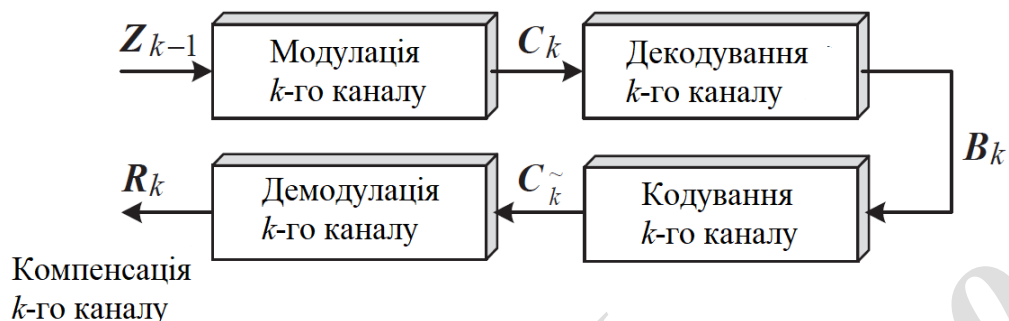 Z k−1 Модуляція k-го каналу C k Декодування k-го каналу
B k
R k Демодуляція k-го каналу C ~ k Кодування k-го каналу
Компенсація
k-го каналу